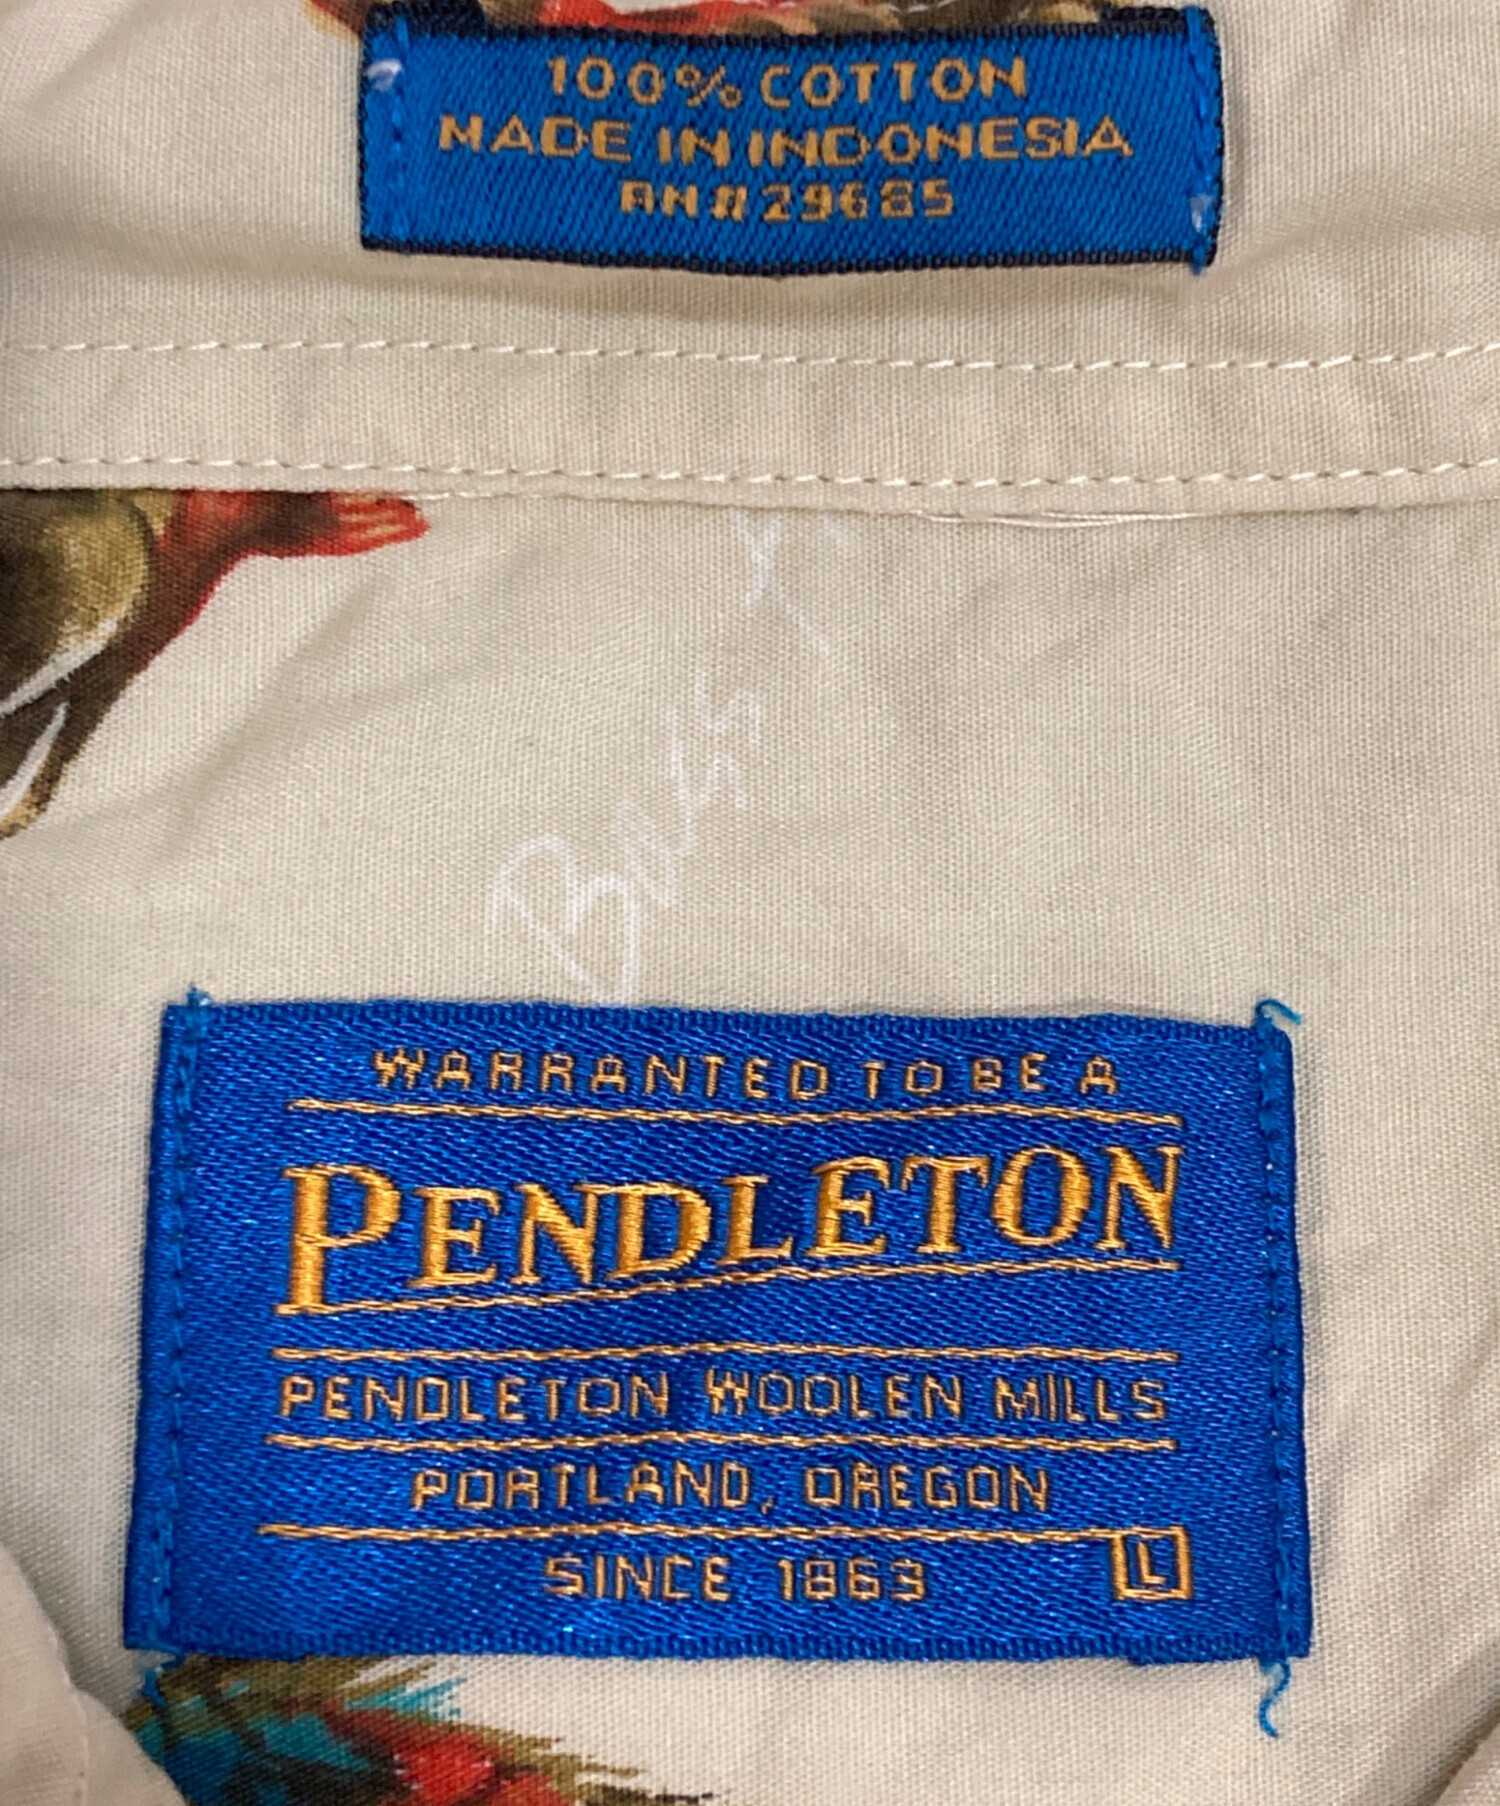 100% COTTON
MADE IN INDONESIA
RN# 29685
WARRANTED TO BE A
PENDLETON
PENDLETON WOOLEN MILLS
PORTLAND, OREGON
SINCE 1863
L